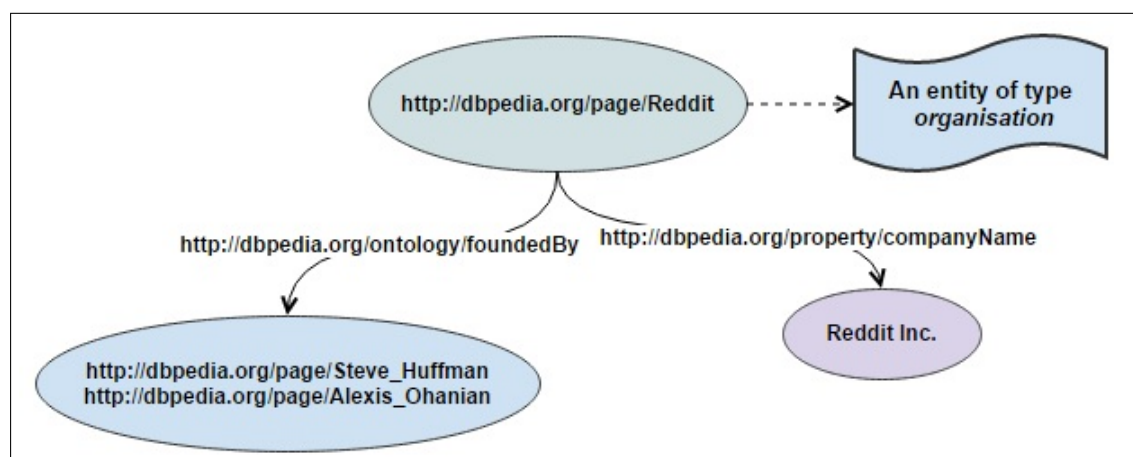 http://dbpedia.org/page/Reddit
An entity of type
organisation
http://dbpedia.org/ontology/foundedBy
http://dbpedia.org/property/companyName
Reddit Inc.
http://dbpedia.org/page/Steve_Huffman
http://dbpedia.org/page/Alexis_Ohanian